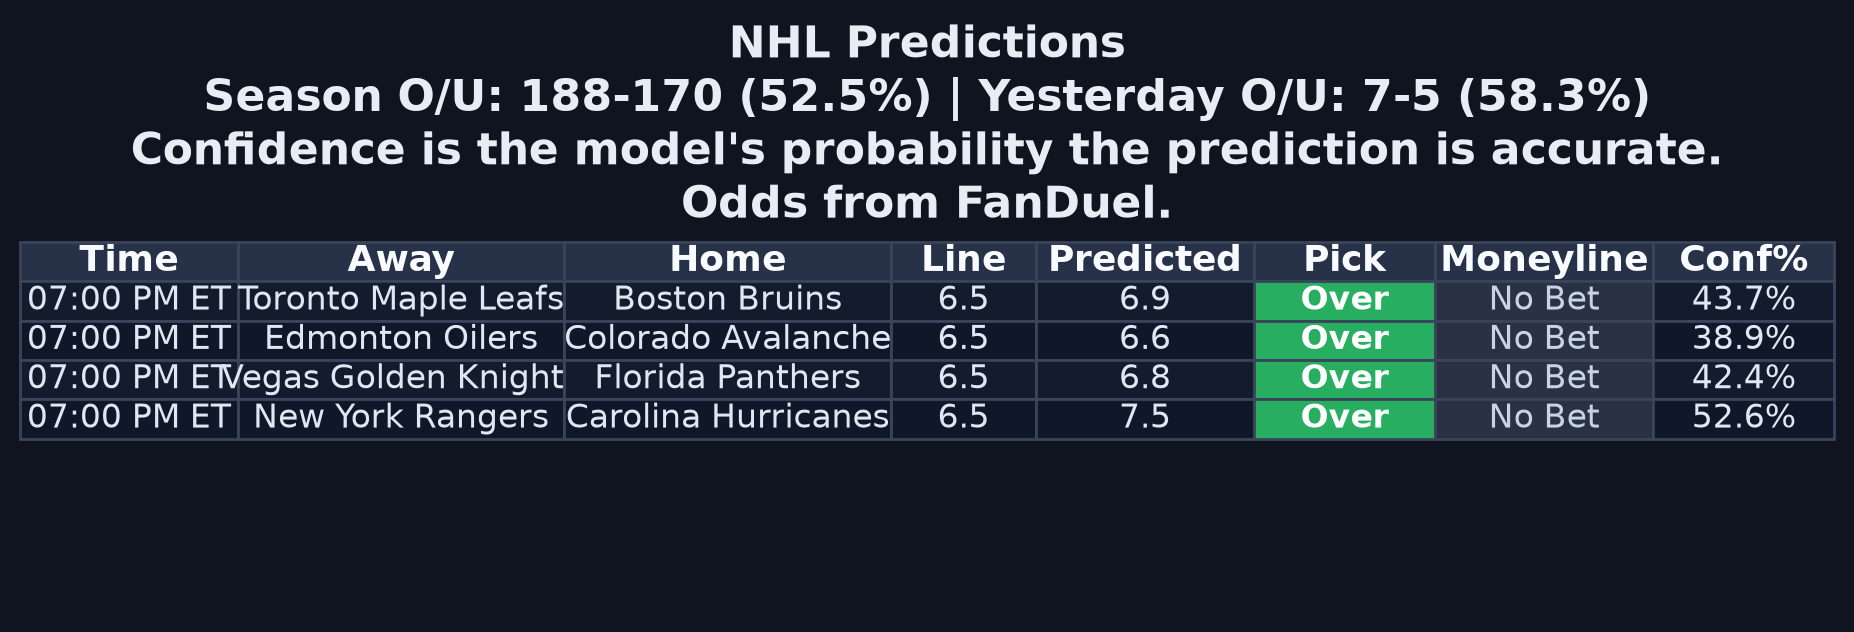 NHL Predictions
Season O/U: 188-170 (52.5%) | Yesterday O/U: 7-5 (58.3%)
Confidence is the model's probability the prediction is accurate.
Odds from FanDuel.
Time Away Home Line Predicted Pick Moneyline Conf%
07:00 PM ET Toronto Maple Leafs Boston Bruins 6.5 6.9 Over No Bet 43.7%
07:00 PM ET Edmonton Oilers Colorado Avalanche 6.5 6.6 Over No Bet 38.9%
07:00 PM ET Vegas Golden Knight Florida Panthers 6.5 6.8 Over No Bet 42.4%
07:00 PM ET New York Rangers Carolina Hurricanes 6.5 7.5 Over No Bet 52.6%